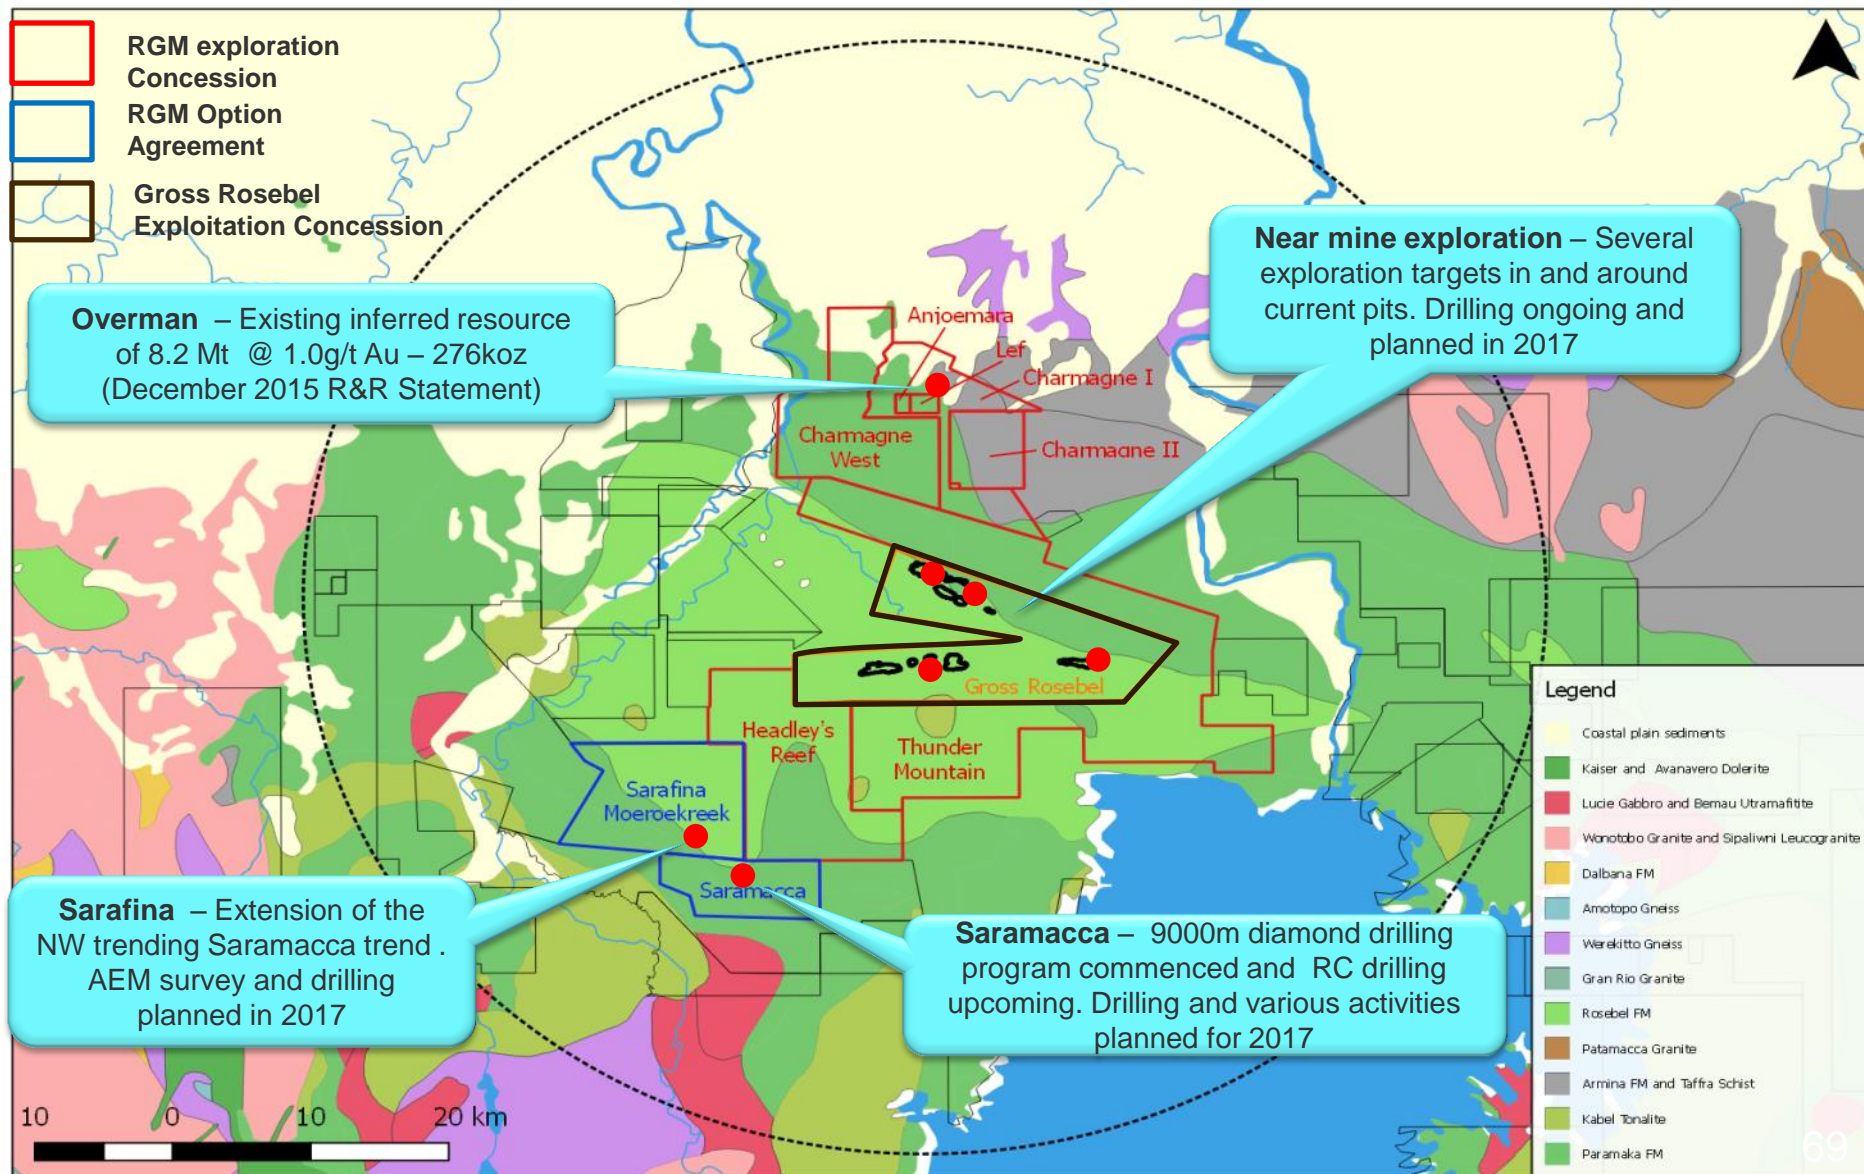 RGM exploration
Concession
RGM Option
Agreement
Gross Rosebel
Exploitation Concession
Near mine exploration – Several
exploration targets in and around
current pits. Drilling ongoing and
planned in 2017
Overman – Existing inferred resource
of 8.2 Mt @ 1.0g/t Au – 276koz
(December 2015 R&R Statement)
Anjoemara
Lef
Charmagne I
Charmagne
West
Charmagne II
Gross Rosebel
Headley's
Reef
Thunder
Mountain
Sarafina
Moeroekreek
Saramacca
Sarafina – Extension of the
NW trending Saramacca trend .
AEM survey and drilling
planned in 2017
Saramacca – 9000m diamond drilling
program commenced and RC drilling
upcoming. Drilling and various activities
planned for 2017
Legend
Coastal plain sediments
Kaiser and Avanavero Dolerite
Lucie Gabbro and Bemau Utramafitite
Wonotobo Granite and Sipaliwni Leucogranite
Dalbana FM
Amotopo Gneiss
Werekitto Gneiss
Gran Rio Granite
Rosebel FM
Patamacca Granite
Armina FM and Taffra Schist
Kabel Tonalite
Paramaka FM
10 0 10 20 km
69